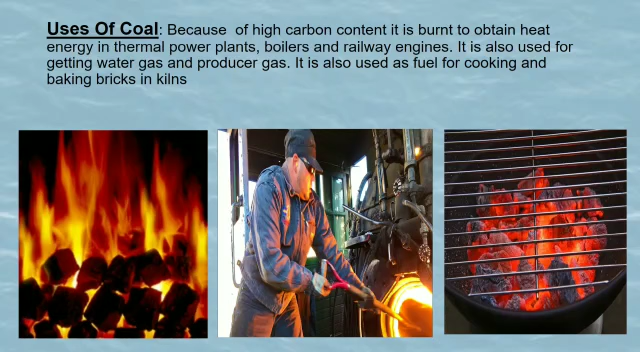 Uses Of Coal: Because  of high carbon content it is burnt to obtain heat
energy in thermal power plants, boilers and railway engines. It is also used for
getting water gas and producer gas. It is also used as fuel for cooking and
baking bricks in kilns